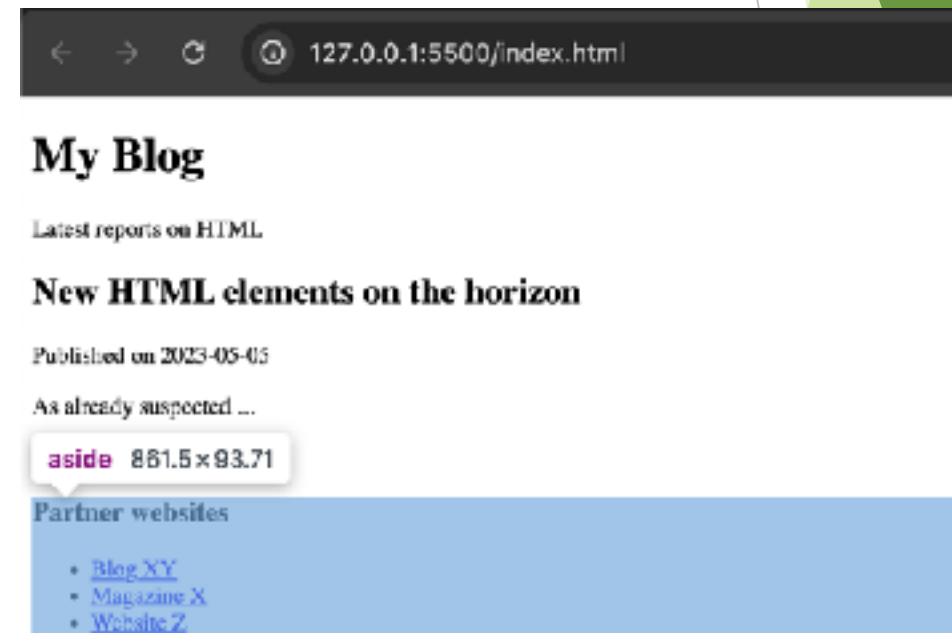 127.0.0.1:5500/index.html
My Blog
Latest reports on HTML
New HTML elements on the horizon
Published on 2023-05-05
As already suspected ...
aside 861.5×93.71
Partner websites
• Blog XY
• Magazine X
• Website Z